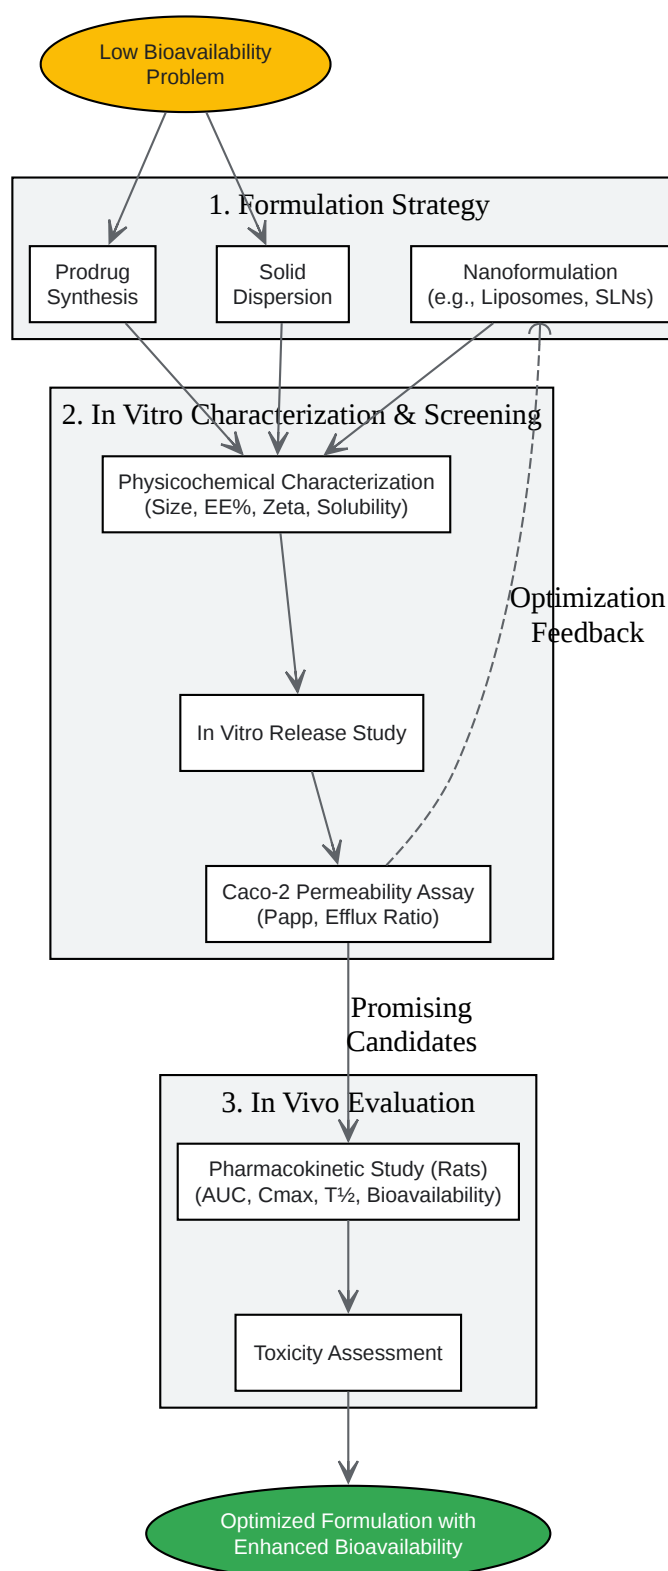 Low Bioavailability
Problem
1. Formulation Strategy
Prodrug
Synthesis
Solid
Dispersion
Nanoformulation
(e.g., Liposomes, SLNs)
2. In Vitro Characterization & Screening
Physicochemical Characterization
(Size, EE%, Zeta, Solubility)
Optimization
Feedback
In Vitro Release Study
Caco-2 Permeability Assay
(Papp, Efflux Ratio)
Promising
Candidates
3. In Vivo Evaluation
Pharmacokinetic Study (Rats)
(AUC, Cmax, T½, Bioavailability)
Toxicity Assessment
Optimized Formulation with
Enhanced Bioavailability